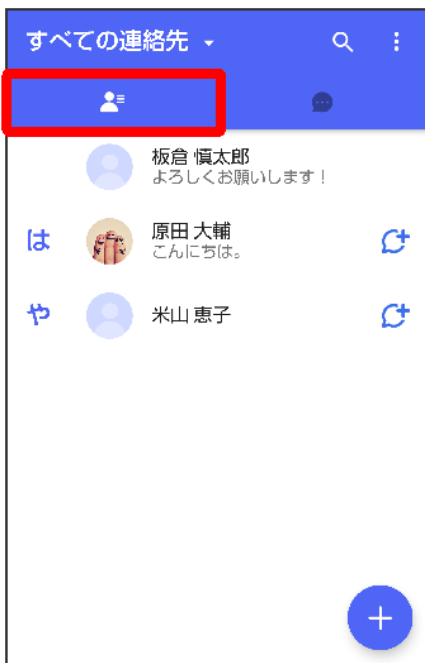 すべての連絡先
板倉 慎太郎
よろしくお願いします！
は
原田 大輔
こんにちは。
や
米山 恵子